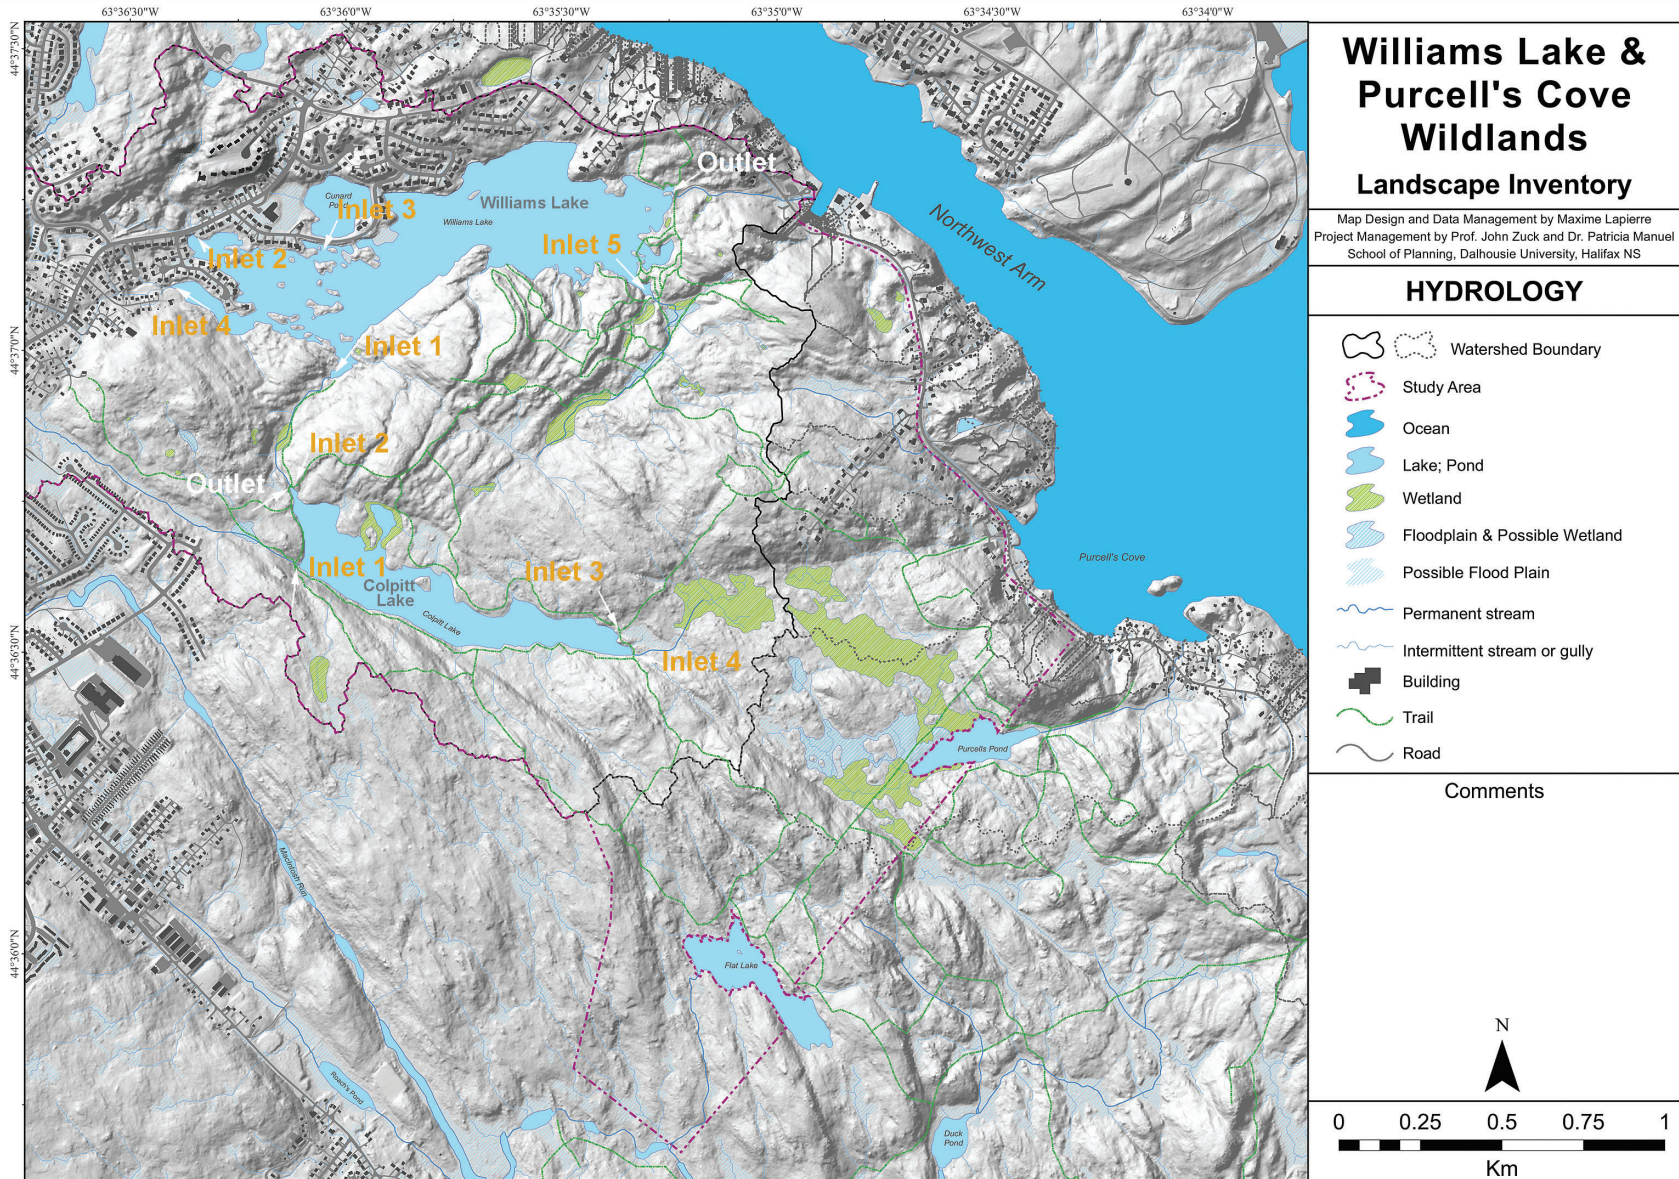 63°36'30"W
63°36'0"W
63°35'30"W
63°35'0"W
63°34'30"W
63°34'0"W
44°37'30"N
44°37'0"N
44°36'30"N
44°36'0"N
Outlet
Cunard
Pond
Inlet 3
Williams Lake
Williams Lake
Inlet 5
Inlet 2
Inlet 4
Inlet 1
Northwest Arm
Inlet 2
Outlet
Inlet 1
Colpitt
Lake
Colpitt Lake
Inlet 3
Inlet 4
Purcell's Cove
Purcells Pond
MacIntosh Run
Flat Lake
Roach's Pond
Duck
Pond
Williams Lake &
Purcell's Cove
Wildlands
Landscape Inventory
Map Design and Data Management by Maxime Lapierre
Project Management by Prof. John Zuck and Dr. Patricia Manuel
School of Planning, Dalhousie University, Halifax NS
HYDROLOGY
Watershed Boundary
Study Area
Ocean
Lake; Pond
Wetland
Floodplain & Possible Wetland
Possible Flood Plain
Permanent stream
Intermittent stream or gully
Building
Trail
Road
Comments
N
0 0.25 0.5 0.75 1
Km